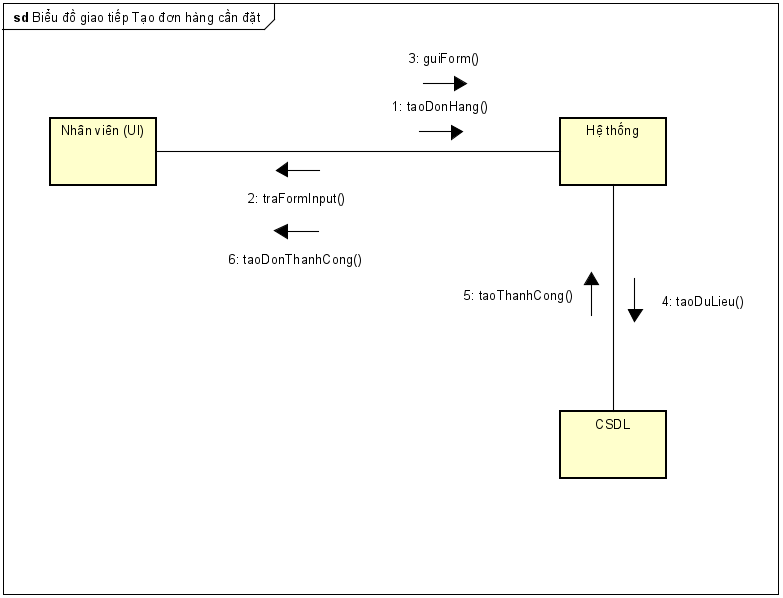 sd Biểu đồ giao tiếp Tạo đơn hàng cần đặt
3: guiForm()
1: taoDonHang()
Nhân viên (UI)
Hệ thống
2: traFormInput()
6: taoDonThanhCong()
5: taoThanhCong()
4: taoDuLieu()
CSDL